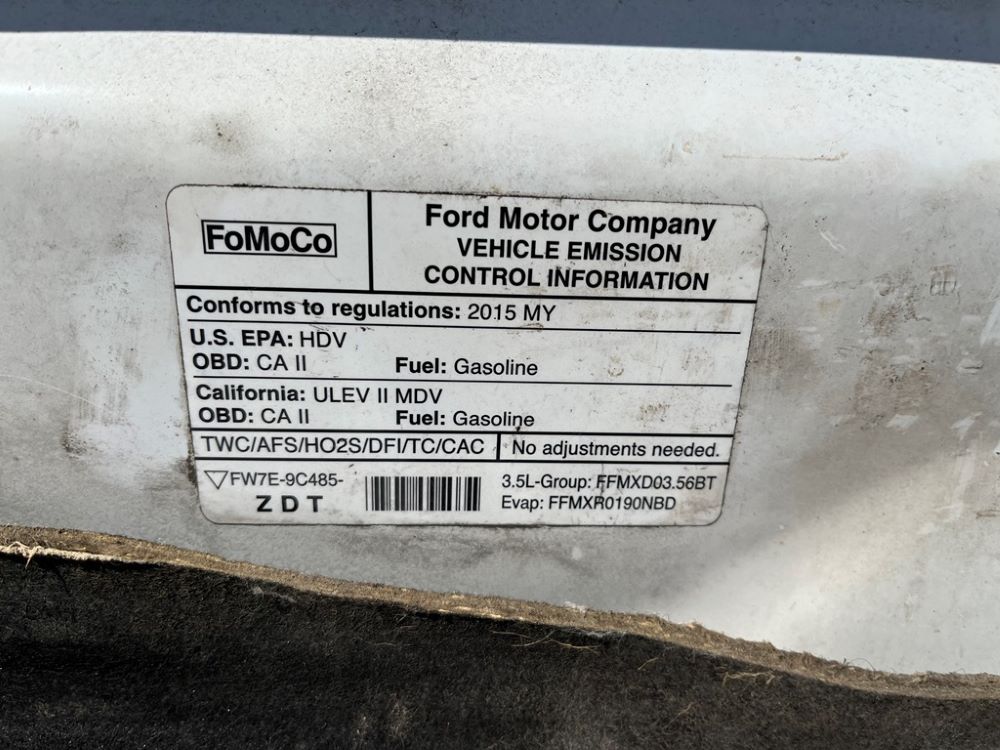 FoMoCo
Ford Motor Company
VEHICLE EMISSION
CONTROL INFORMATION
Conforms to regulations: 2015 MY
U.S. EPA: HDV
OBD: CA II Fuel: Gasoline
California: ULEV II MDV
OBD: CA II Fuel: Gasoline
TWC/AFS/HO2S/DFI/TC/CAC No adjustments needed.
FW7E-9C485- 3.5L-Group: FFMXD03.56BT
ZDT Evap: FFMXR0190NBD